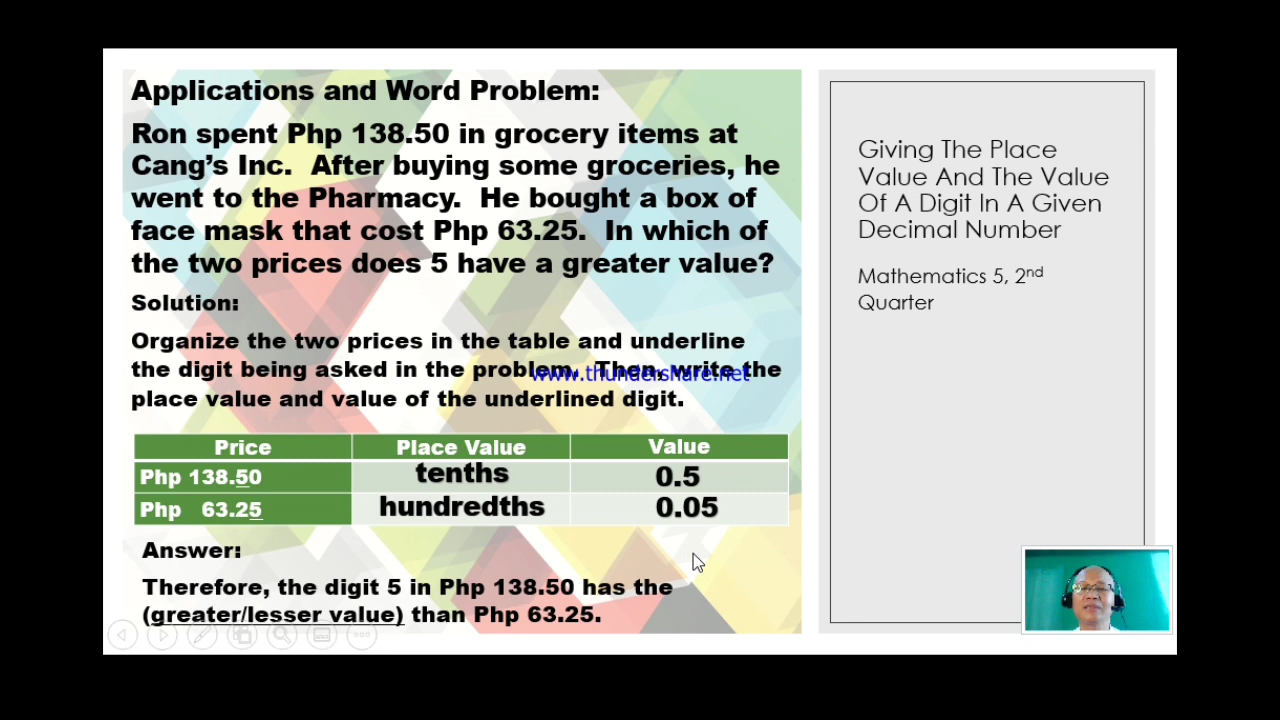 Applications and Word Problem:
Ron spent Php 138.50 in grocery items at
Cang's Inc. After buying some groceries, he
went to the Pharmacy. He bought a box of
face mask that cost Php 63.25. In which of
the two prices does 5 have a greater value?
Solution:
Organize the two prices in the table and underline
the digit being asked in the problem. Then, write the
www.thundershare.net
place value and value of the underlined digit.
Price Place Value Value
Php 138.50 tenths 0.5
Php 63.25 hundredths 0.05
Answer:
Therefore, the digit 5 in Php 138.50 has the
(greater/lesser value) than Php 63.25.
Giving The Place
Value And The Value
Of A Digit In A Given
Decimal Number
Mathematics 5, 2nd
Quarter